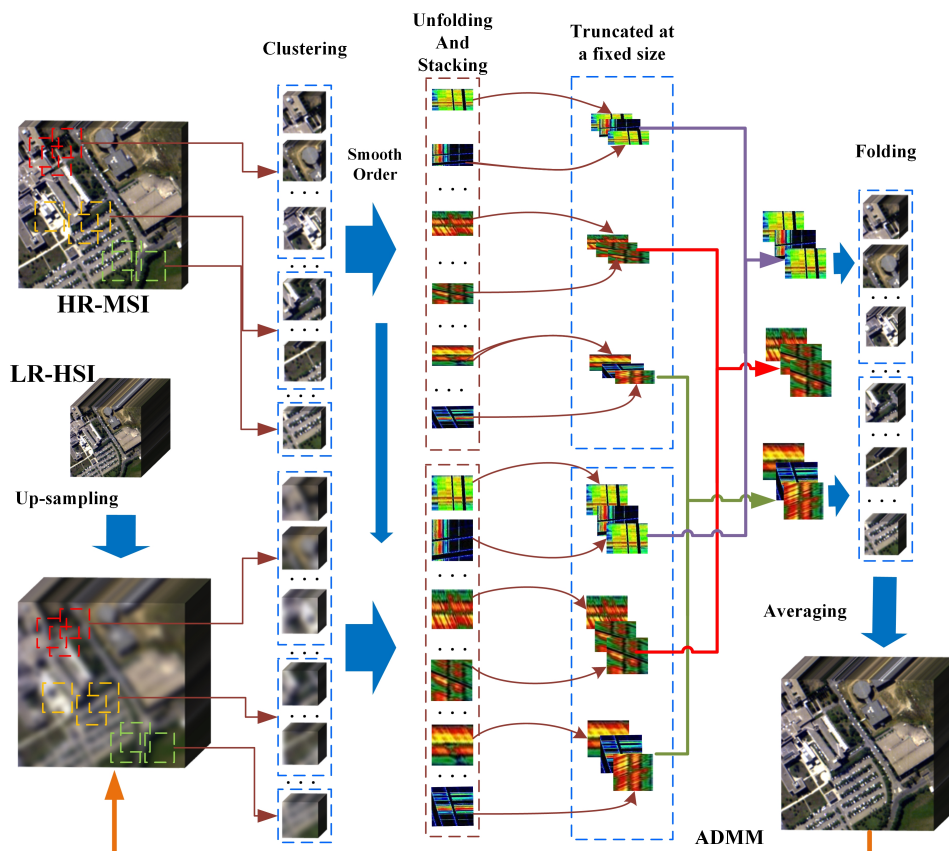 Unfolding
And
Stacking
Truncated at
a fixed size
Clustering
Smooth
Order
Folding
HR-MSI
LR-HSI
Up-sampling
Averaging
ADMM